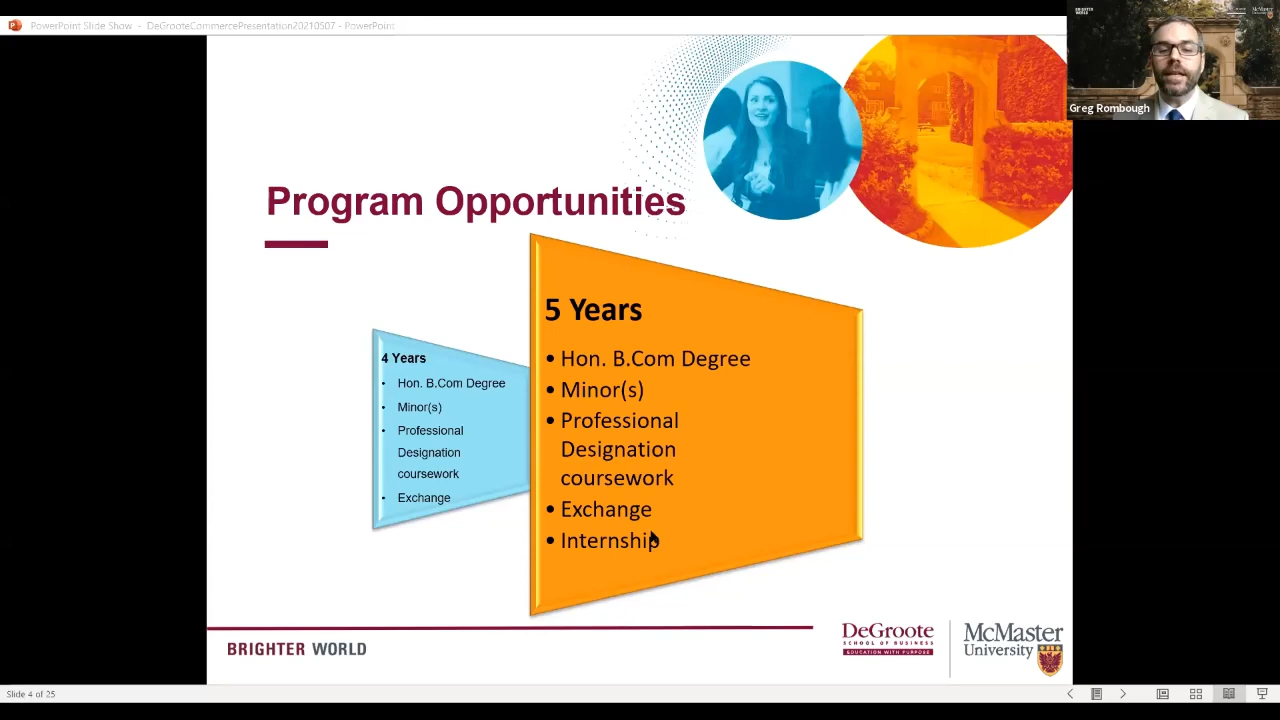 PowerPoint Slide Show - DeGrooteCommercePresentation20210507 - PowerPoint
BRIGHTER
WORLD
Greg Rombough
Program Opportunities
4 Years
• Hon. B.Com Degree
• Minor(s)
• Professional
Designation
coursework
• Exchange
5 Years
• Hon. B.Com Degree
• Minor(s)
• Professional
Designation
coursework
• Exchange
• Internship
BRIGHTER WORLD
DeGroote
SCHOOL OF BUSINESS
EDUCATION WITH PURPOSE
McMaster
University
Slide 4 of 25